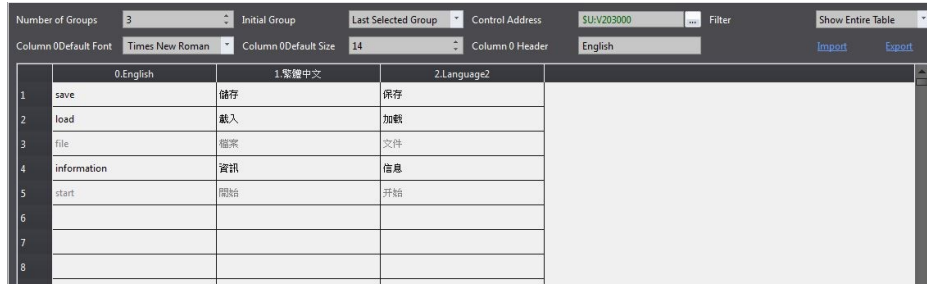 Number of Groups 3 Initial Group Last Selected Group Control Address $U:V203000 ... Filter Show Entire Table
Column 0Default Font Times New Roman Column 0Default Size 14 Column 0 Header English Import Export
0.English 1.繁體中文 2.Language2
1 save 儲存 保存
2 load 載入 加载
3 file 檔案 文件
4 information 資訊 信息
5 start 開始 开始
6
7
8